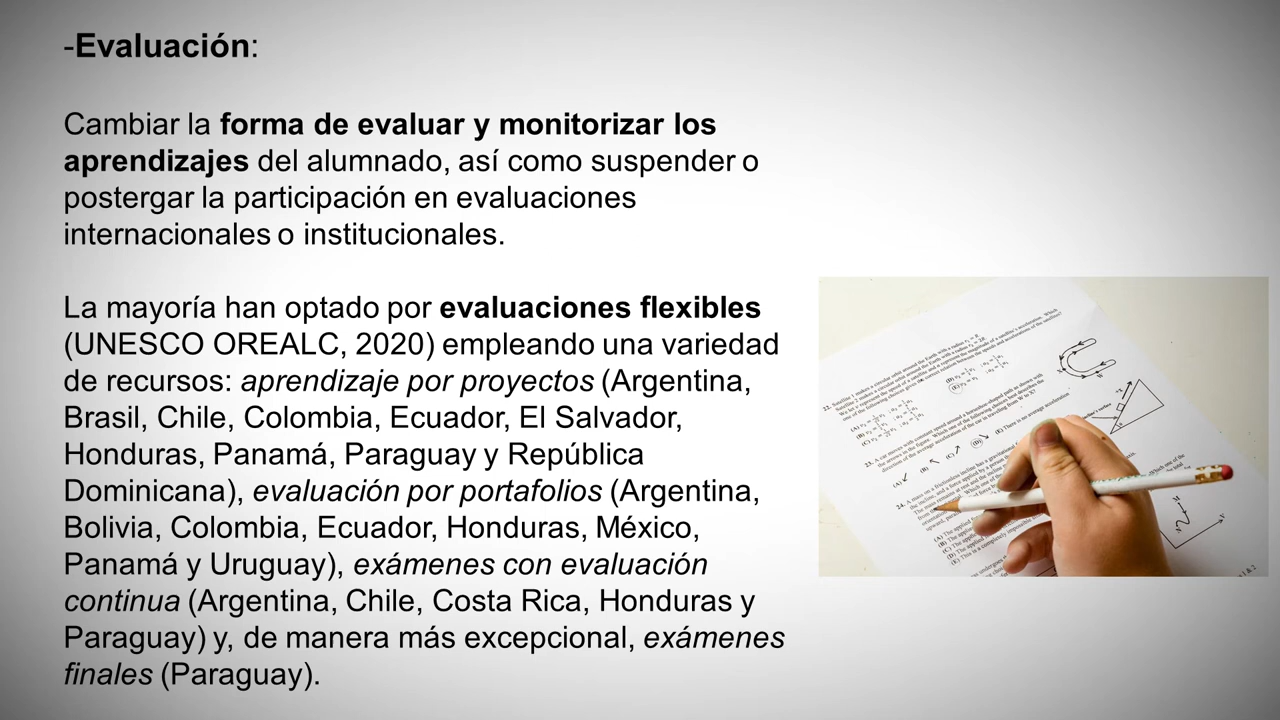 -Evaluación:
Cambiar la forma de evaluar y monitorizar los
aprendizajes del alumnado, así como suspender o
postergar la participación en evaluaciones
internacionales o institucionales.
La mayoría han optado por evaluaciones flexibles
(UNESCO OREALC, 2020) empleando una variedad
de recursos: aprendizaje por proyectos (Argentina,
Brasil, Chile, Colombia, Ecuador, El Salvador,
Honduras, Panamá, Paraguay y República
Dominicana), evaluación por portafolios (Argentina,
Bolivia, Colombia, Ecuador, Honduras, México,
Panamá y Uruguay), exámenes con evaluación
continua (Argentina, Chile, Costa Rica, Honduras y
Paraguay) y, de manera más excepcional, exámenes
finales (Paraguay).